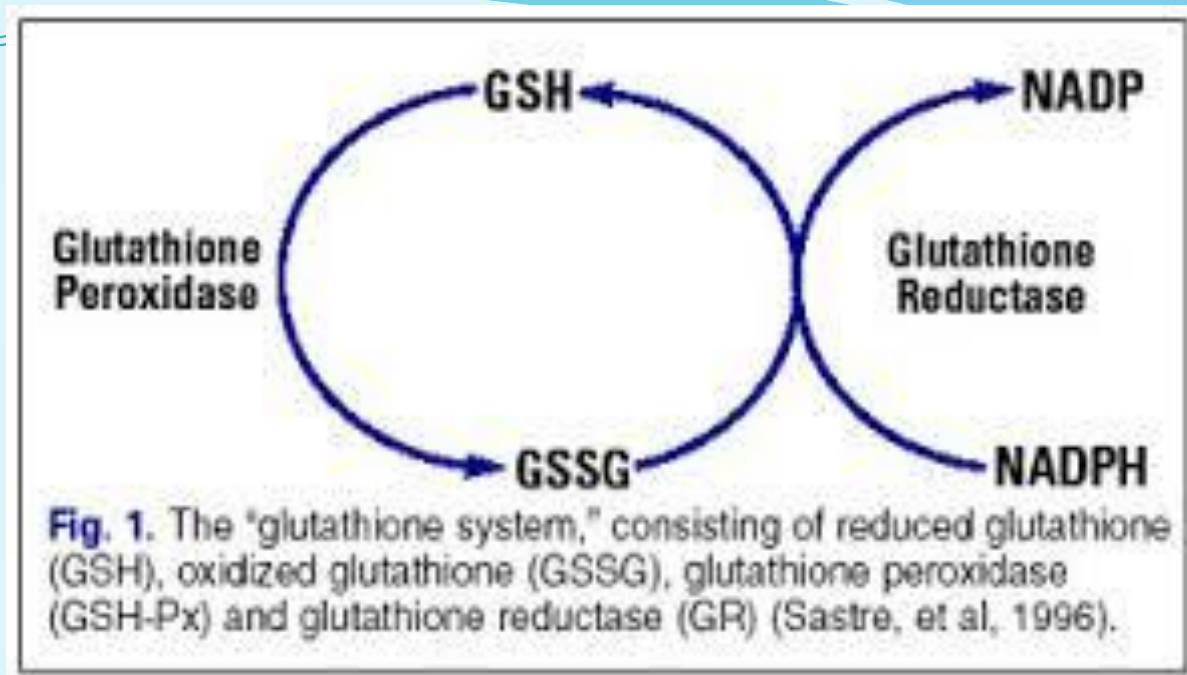 GSH
NADP
Glutathione
Peroxidase
Glutathione
Reductase
GSSG
NADPH
Fig. 1. The "glutathione system," consisting of reduced glutathione
(GSH), oxidized glutathione (GSSG), glutathione peroxidase
(GSH-Px) and glutathione reductase (GR) (Sastre, et al, 1996).